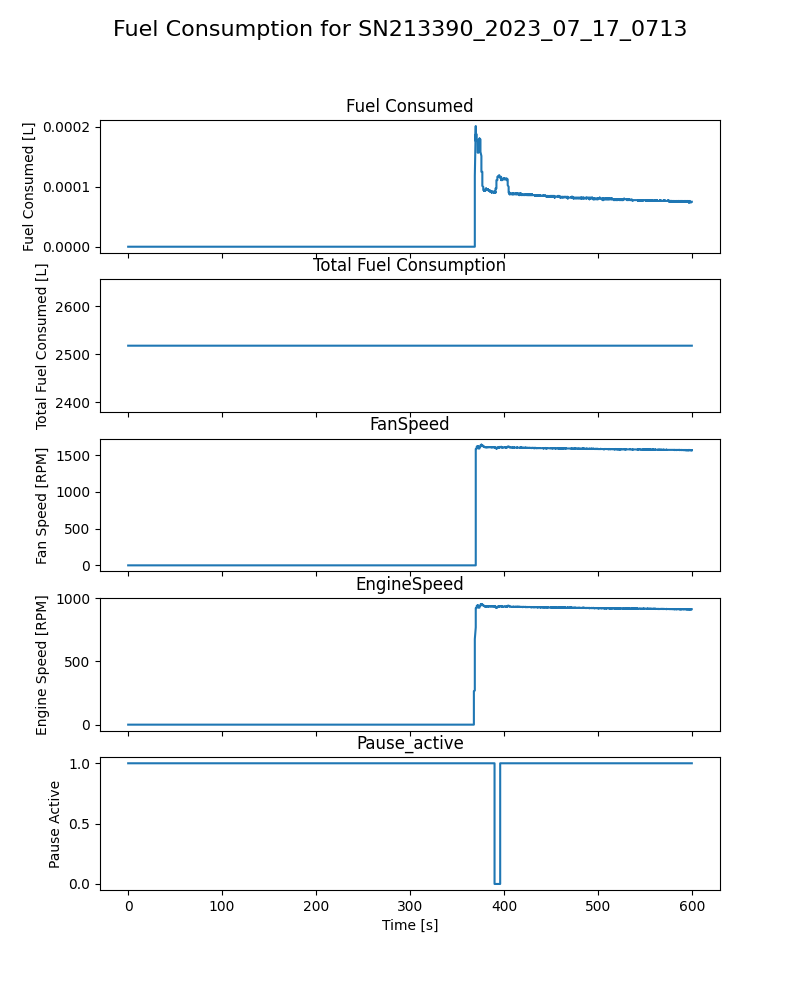 Fuel Consumption for SN213390_2023_07_17_0713
Fuel Consumed
Fuel Consumed [L]
0.0002
0.0001
0.0000
Total Fuel Consumption
Total Fuel Consumed [L]
2600
2500
2400
FanSpeed
Fan Speed [RPM]
1500
1000
500
0
EngineSpeed
Engine Speed [RPM]
1000
500
0
Pause_active
Pause Active
1.0
0.5
0.0
0 100 200 300 400 500 600
Time [s]